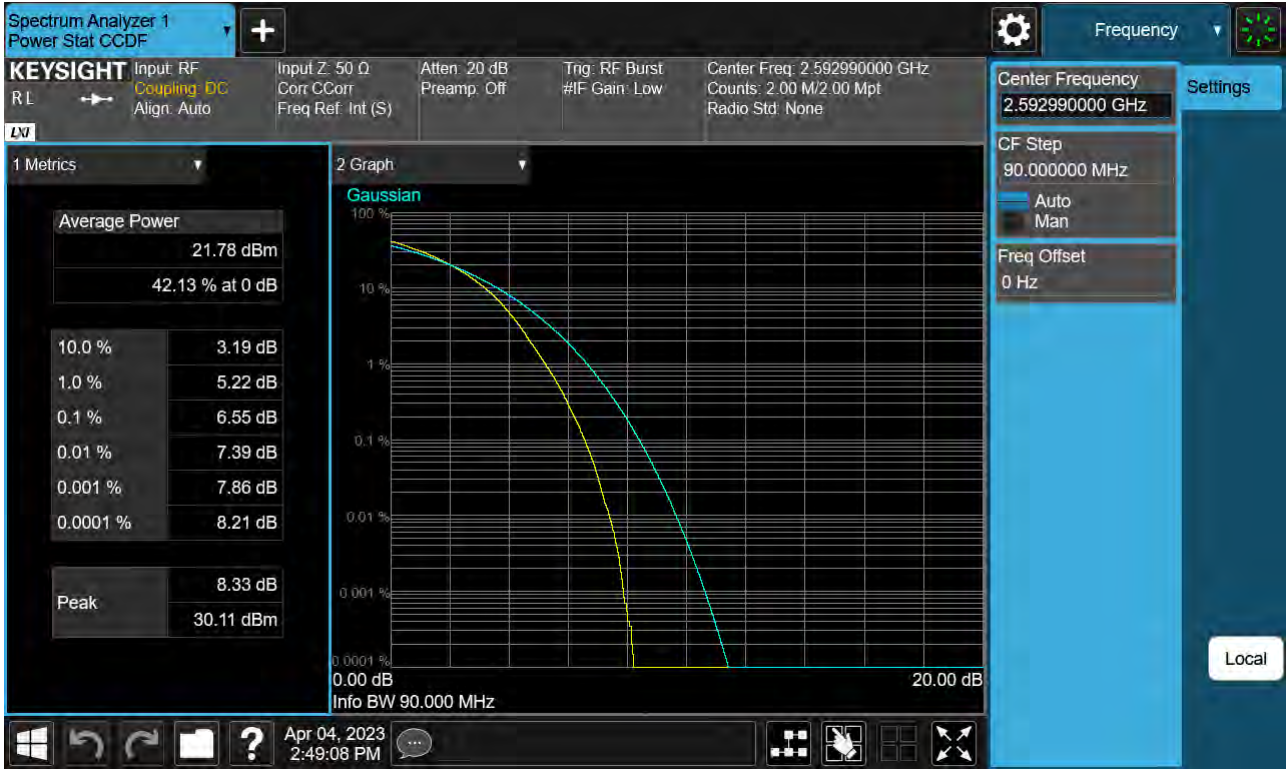 Spectrum Analyzer 1
Power Stat CCDF
+
Frequency
KEYSIGHT
R L
LXI
Input: RF
Coupling: DC
Align: Auto
Input Z: 50 Ω
Corr CCorr
Freq Ref: Int (S)
Atten: 20 dB
Preamp: Off
Trig: RF Burst
#IF Gain: Low
Center Freq: 2.592990000 GHz
Counts: 2.00 M/2.00 Mpt
Radio Std: None
Center Frequency
2.592990000 GHz
Settings
CF Step
90.000000 MHz
Auto
Man
Freq Offset
0 Hz
Local
1 Metrics
Average Power
21.78 dBm
42.13 % at 0 dB
10.0 % 3.19 dB
1.0 % 5.22 dB
0.1 % 6.55 dB
0.01 % 7.39 dB
0.001 % 7.86 dB
0.0001 % 8.21 dB
Peak
8.33 dB
30.11 dBm
2 Graph
Gaussian
100 %
10 %
1 %
0.1 %
0.01 %
0.001 %
0.0001 %
0.00 dB 20.00 dB
Info BW 90.000 MHz
?
Apr 04, 2023
2:49:08 PM